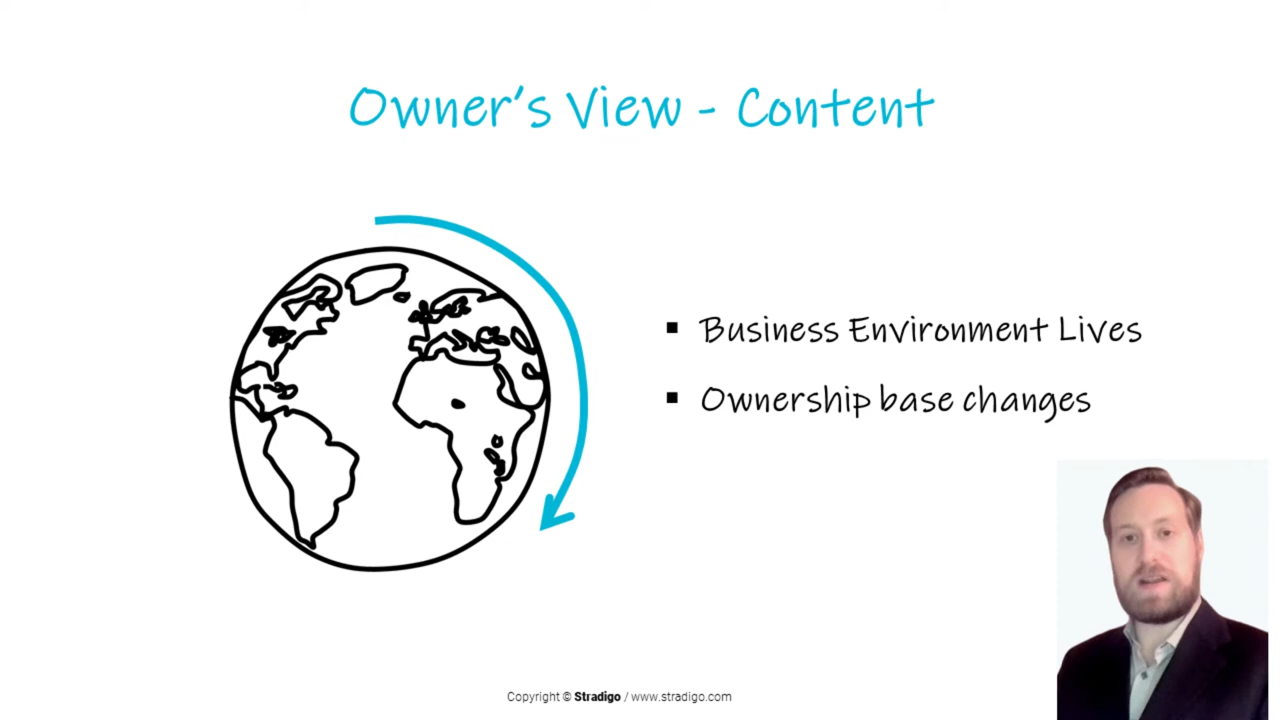 Owner's View - Content
▪ Business Environment Lives
▪ Ownership base changes
Copyright © Stradigo / www.stradigo.com